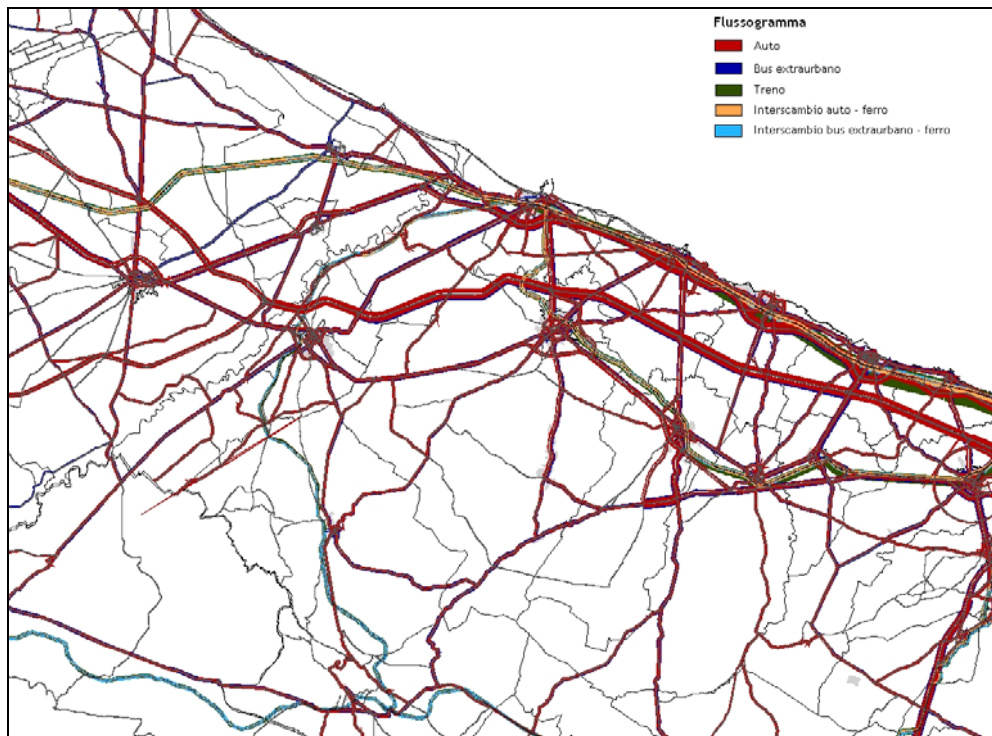 Flussogramma
Auto
Bus extraurbano
Treno
Interscambio auto - ferro
Interscambio bus extraurbano - ferro